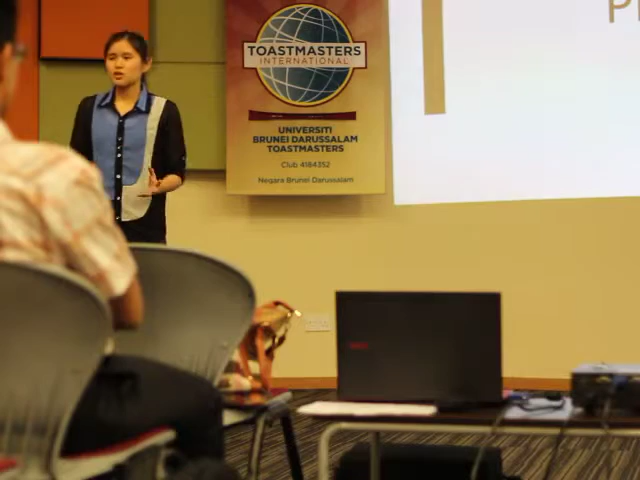 P
TOASTMASTERS
INTERNATIONAL
UNIVERSITI
BRUNEI DARUSSALAM
TOASTMASTERS
Club 4184352
Negara Brunei Darussalam